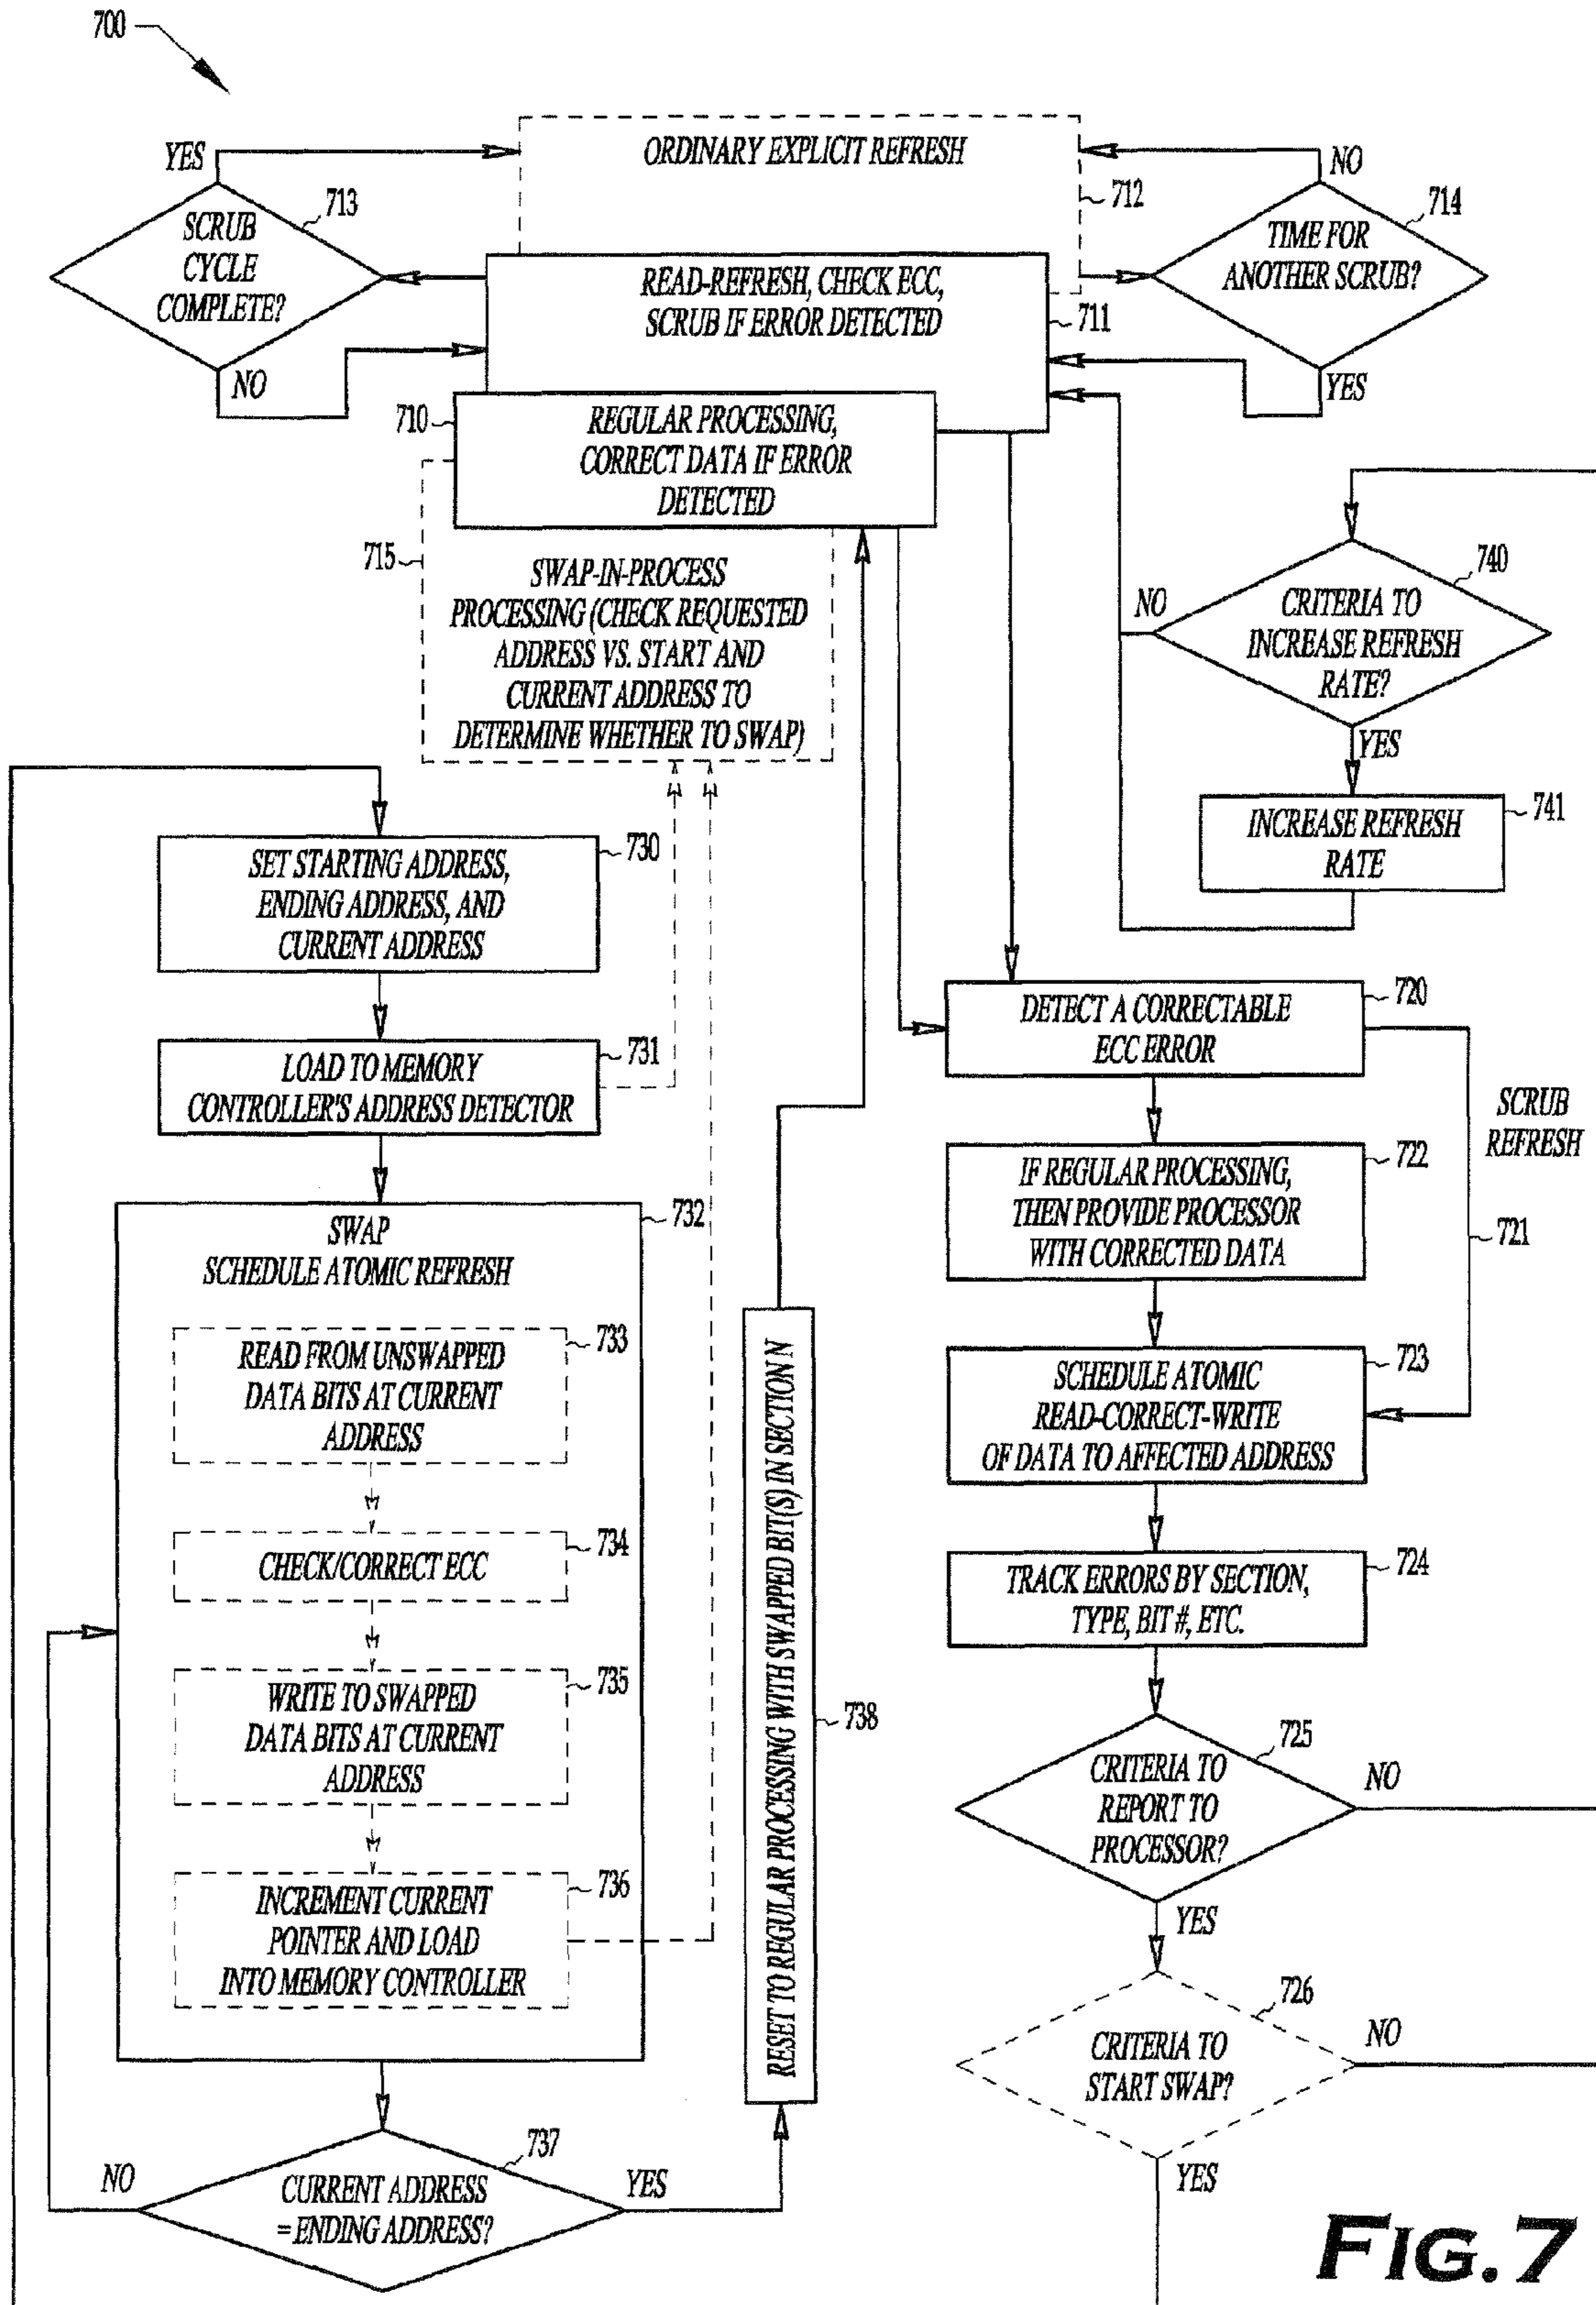 700
ORDINARY EXPLICIT REFRESH
712
YES
713
SCRUB
CYCLE
COMPLETE?
NO
NO
714
TIME FOR
ANOTHER SCRUB?
YES
READ-REFRESH, CHECK ECC,
SCRUB IF ERROR DETECTED
711
710
REGULAR PROCESSING,
CORRECT DATA IF ERROR
DETECTED
715
SWAP-IN-PROCESS
PROCESSING (CHECK REQUESTED
ADDRESS VS. START AND
CURRENT ADDRESS TO
DETERMINE WHETHER TO SWAP)
740
NO
CRITERIA TO
INCREASE REFRESH
RATE?
YES
741
INCREASE REFRESH
RATE
730
SET STARTING ADDRESS,
ENDING ADDRESS, AND
CURRENT ADDRESS
731
LOAD TO MEMORY
CONTROLLER'S ADDRESS DETECTOR
732
SWAP
SCHEDULE ATOMIC REFRESH
733
READ FROM UNSWAPPED
DATA BITS AT CURRENT
ADDRESS
734
CHECK/CORRECT ECC
735
WRITE TO SWAPPED
DATA BITS AT CURRENT
ADDRESS
736
INCREMENT CURRENT
POINTER AND LOAD
INTO MEMORY CONTROLLER
737
NO
CURRENT ADDRESS
= ENDING ADDRESS?
YES
RESET TO REGULAR PROCESSING WITH SWAPPED BIT(S) IN SECTION N
738
720
DETECT A CORRECTABLE
ECC ERROR
SCRUB
REFRESH
721
722
IF REGULAR PROCESSING,
THEN PROVIDE PROCESSOR
WITH CORRECTED DATA
723
SCHEDULE ATOMIC
READ-CORRECT-WRITE
OF DATA TO AFFECTED ADDRESS
724
TRACK ERRORS BY SECTION,
TYPE, BIT #, ETC.
725
CRITERIA TO
REPORT TO
PROCESSOR?
NO
YES
726
CRITERIA TO
START SWAP?
NO
YES
FIG. 7